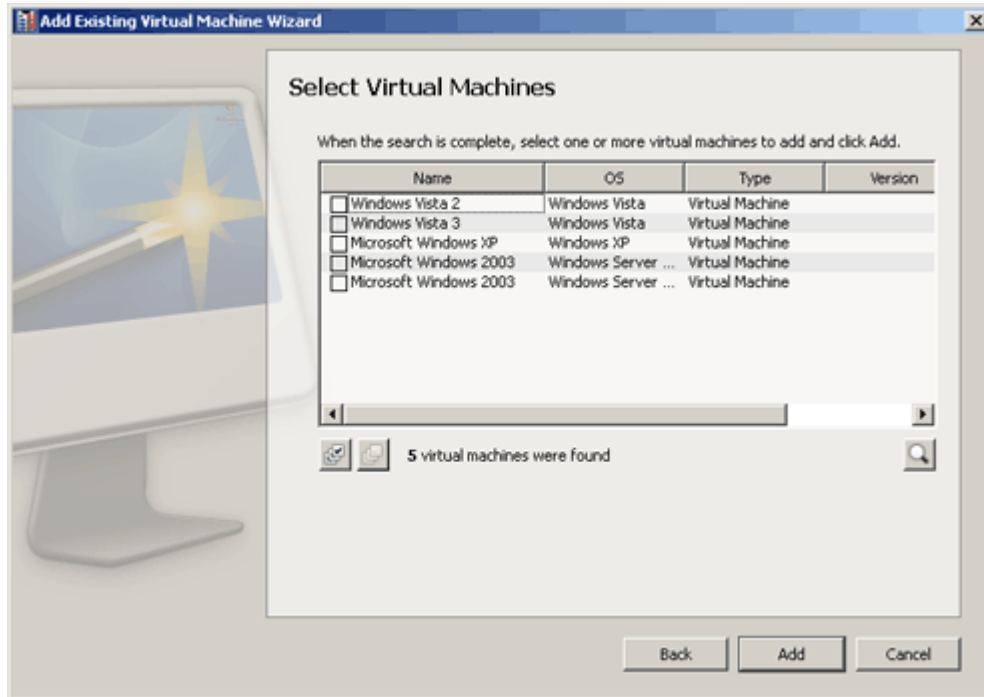 Add Existing Virtual Machine Wizard
Select Virtual Machines
When the search is complete, select one or more virtual machines to add and click Add.
Name OS Type Version
Windows Vista 2 Windows Vista Virtual Machine
Windows Vista 3 Windows Vista Virtual Machine
Microsoft Windows XP Windows XP Virtual Machine
Microsoft Windows 2003 Windows Server ... Virtual Machine
Microsoft Windows 2003 Windows Server ... Virtual Machine
5 virtual machines were found
Back Add Cancel